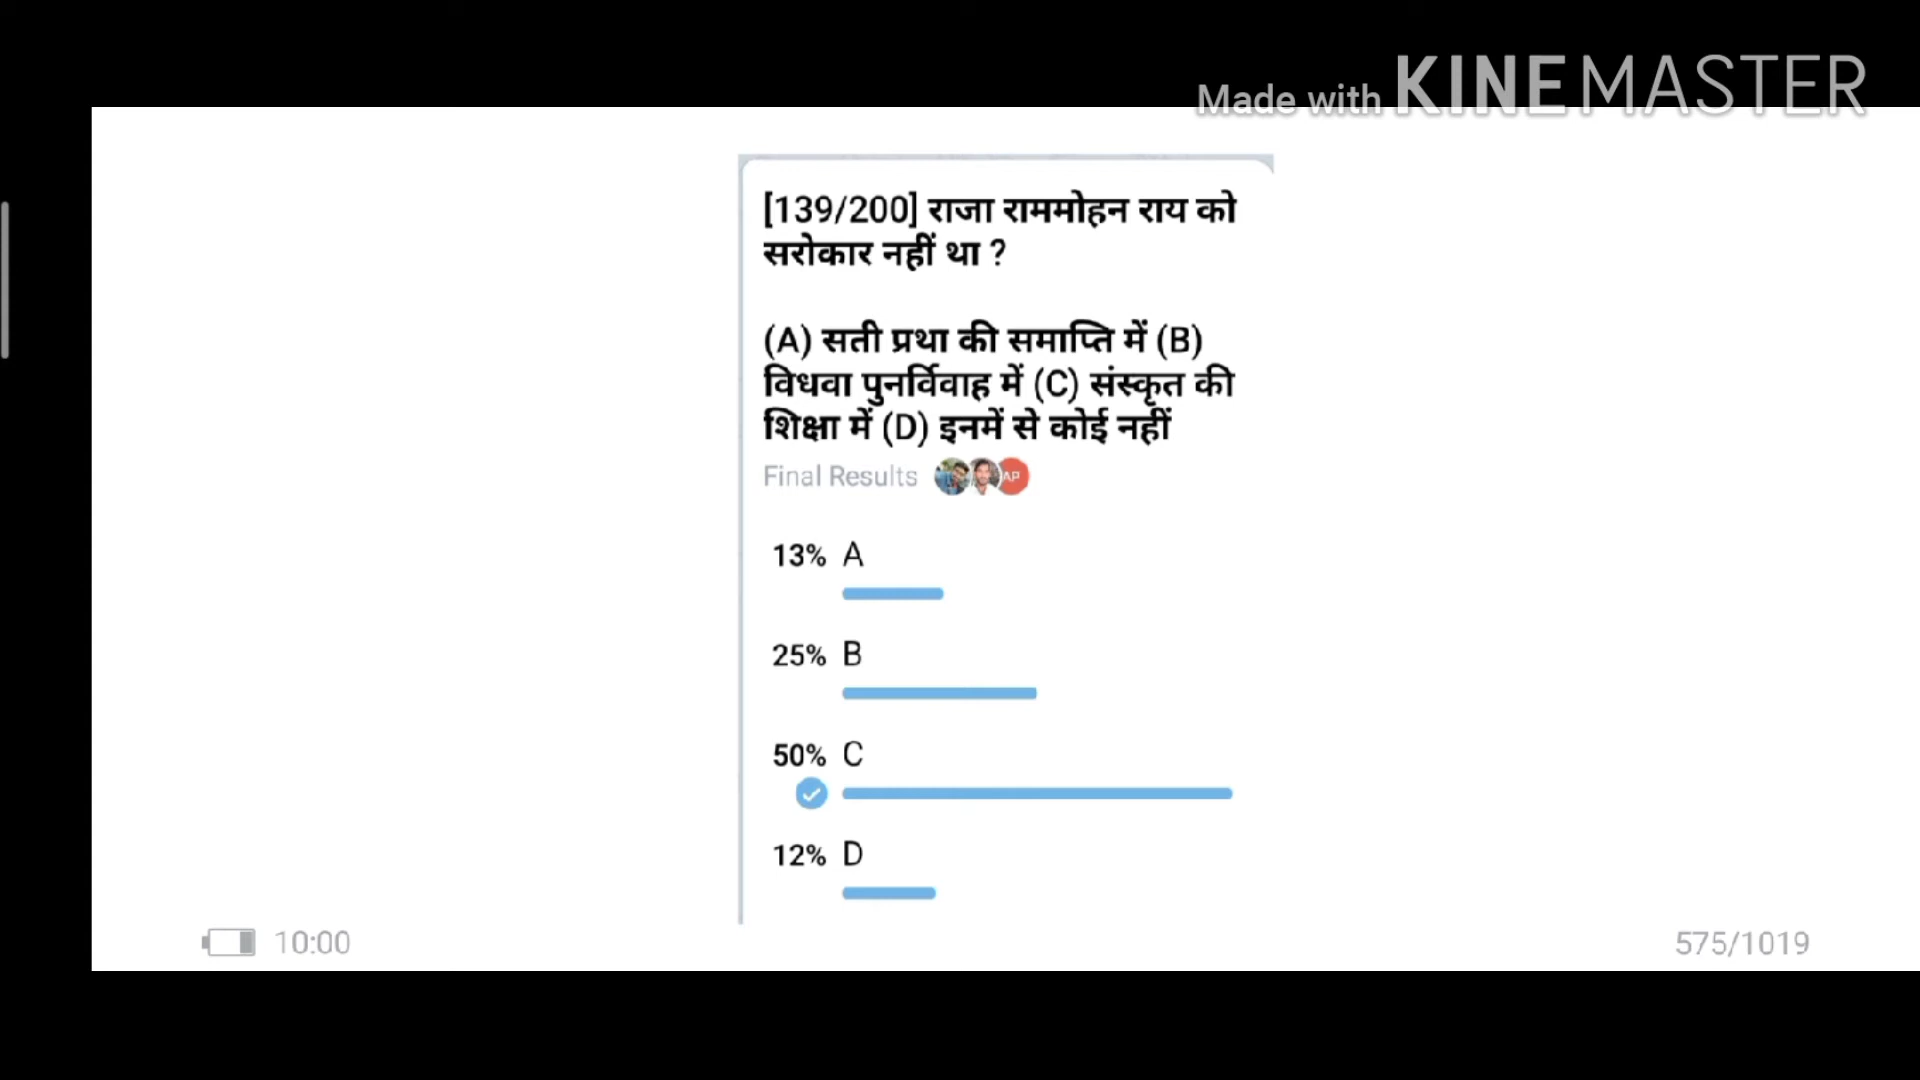 Made with KINEMASTER
[139/200] राजा राममोहन राय को
सरोकार नहीं था ?
(A) सती प्रथा की समाप्ति में (B)
विधवा पुनर्विवाह में (C) संस्कृत की
शिक्षा में (D) इनमें से कोई नहीं
Final Results AP
13% A
25% B
50% C
12% D
10:00
575/1019